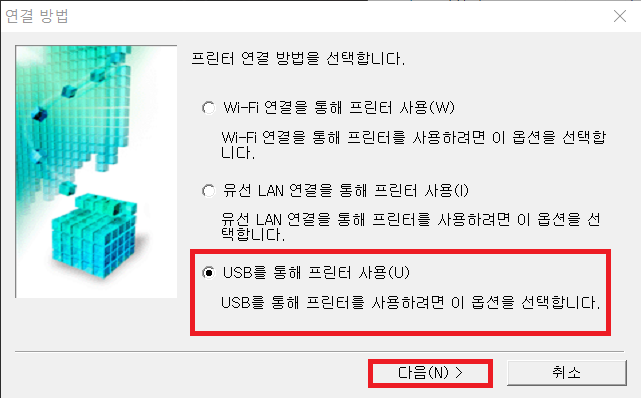 연결 방법
프린터 연결 방법을 선택합니다.
Wi-Fi 연결을 통해 프린터 사용(W)
Wi-Fi 연결을 통해 프린터를 사용하려면 이 옵션을 선택합
니다.
유선 LAN 연결을 통해 프린터 사용(I)
유선 LAN 연결을 통해 프린터를 사용하려면 이 옵션을 선
택합니다.
USB를 통해 프린터 사용(U)
USB를 통해 프린터를 사용하려면 이 옵션을 선택합니다.
다음(N) >
취소